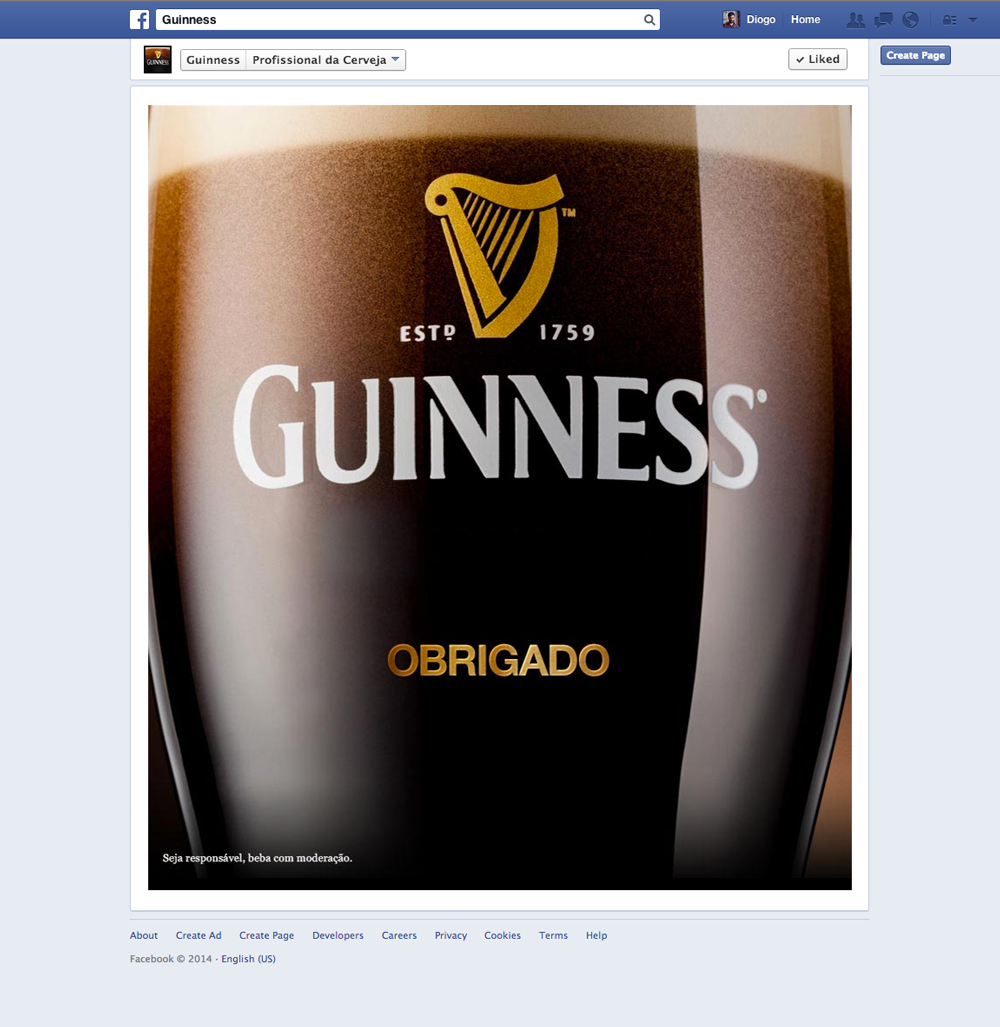 Guinness
Diogo Home
Guinness Profissional da Cerveja Liked Create Page
GUINNESS
TM
ESTD 1759
GUINNESS®
OBRIGADO
Seja responsável, beba com moderação.
About Create Ad Create Page Developers Careers Privacy Cookies Terms Help
Facebook © 2014 · English (US)